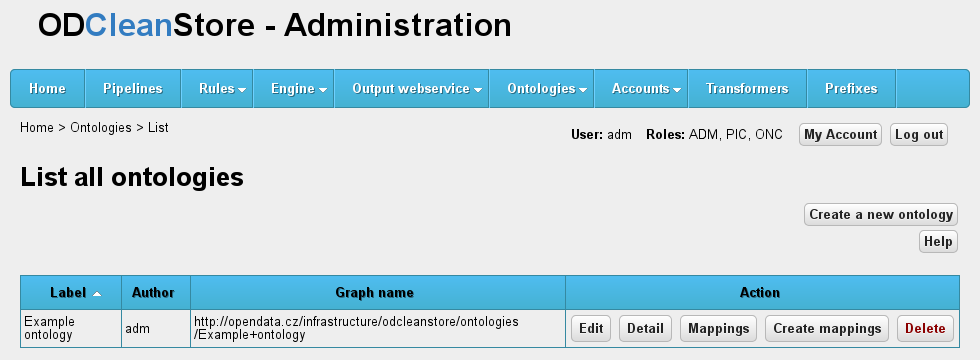 ODCleanStore - Administration
Home Pipelines Rules Engine Output webservice Ontologies Accounts Transformers Prefixes
Home > Ontologies > List
User: adm Roles: ADM, PIC, ONC My Account Log out
List all ontologies
Create a new ontology
Help
Label Author Graph name Action
Example
ontology
adm
http://opendata.cz/infrastructure/odcleanstore/ontologies
/Example+ontology
Edit Detail Mappings Create mappings Delete